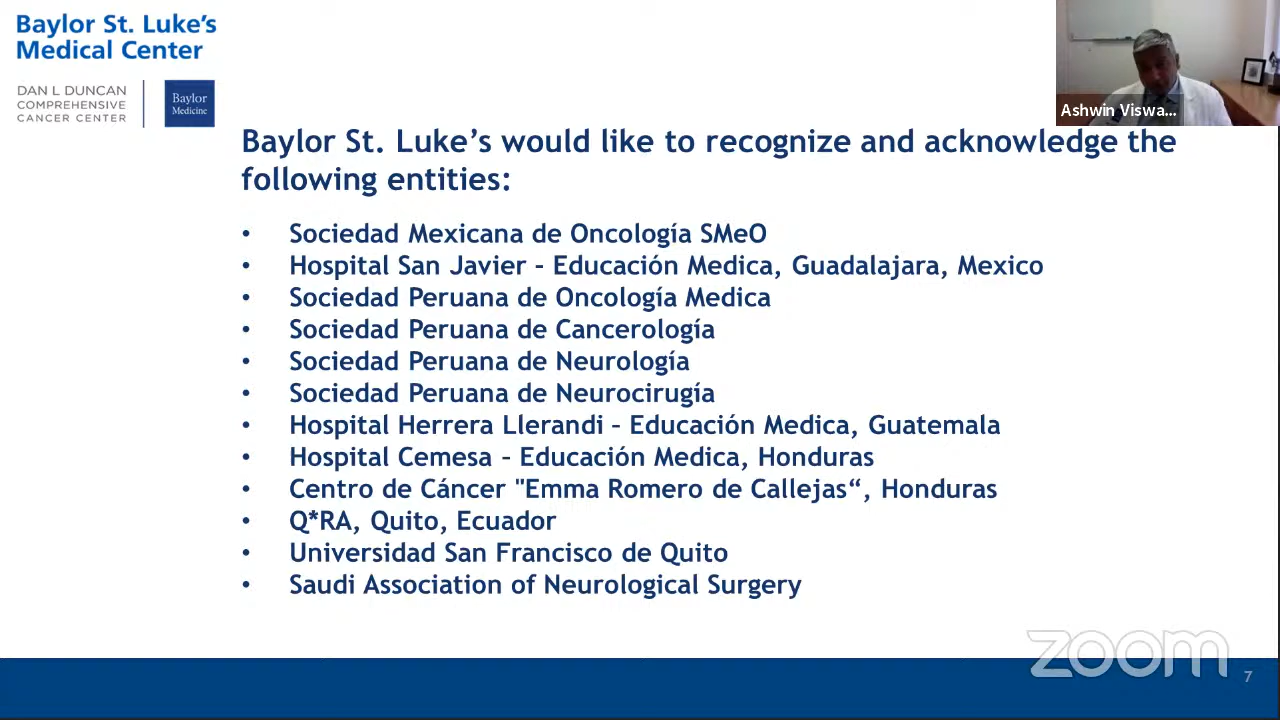 Baylor St. Luke's
Medical Center
DAN L DUNCAN
COMPREHENSIVE
CANCER CENTER
Baylor
Medicine
Ashwin Viswa...
Baylor St. Luke’s would like to recognize and acknowledge the
following entities:
• Sociedad Mexicana de Oncología SMeO
• Hospital San Javier – Educación Medica, Guadalajara, Mexico
• Sociedad Peruana de Oncología Medica
• Sociedad Peruana de Cancerología
• Sociedad Peruana de Neurología
• Sociedad Peruana de Neurocirugía
• Hospital Herrera Llerandi – Educación Medica, Guatemala
• Hospital Cemesa – Educación Medica, Honduras
• Centro de Cáncer "Emma Romero de Callejas“, Honduras
• Q*RA, Quito, Ecuador
• Universidad San Francisco de Quito
• Saudi Association of Neurological Surgery
zoom
7